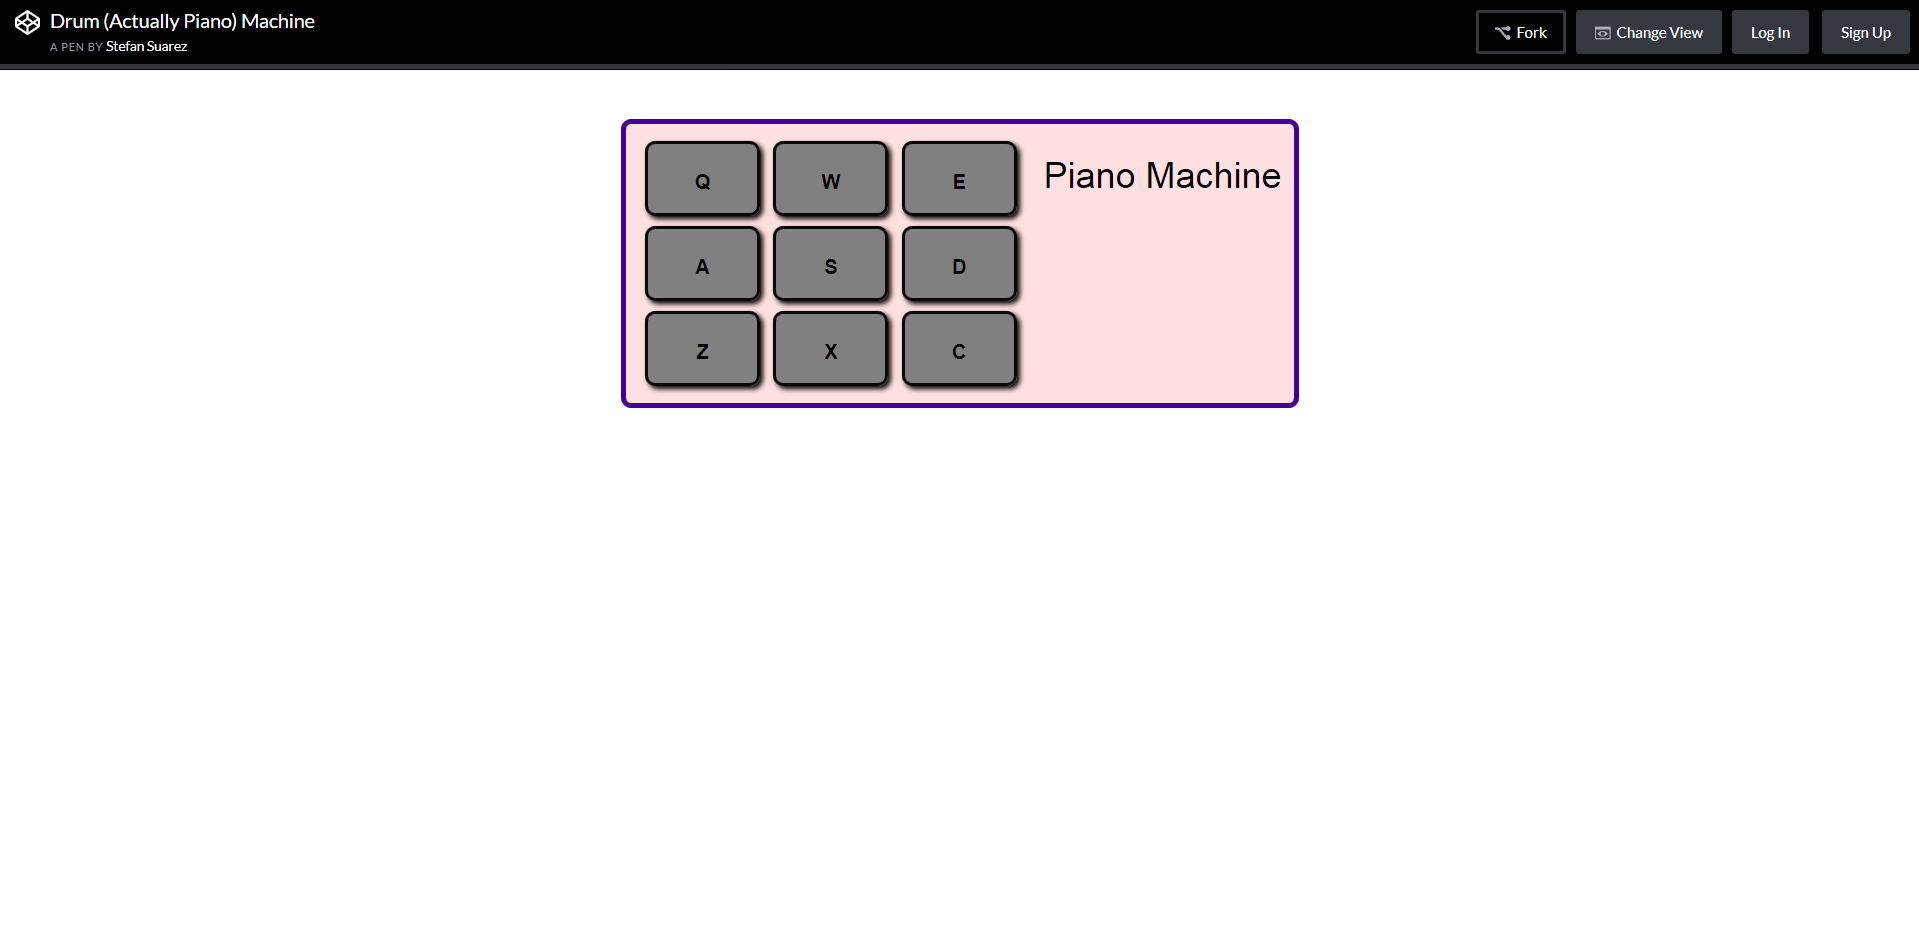 Drum (Actually Piano) Machine
A PEN BY Stefan Suarez
Fork
Change View
Log In
Sign Up
Q W E
Piano Machine
A S D
Z X C